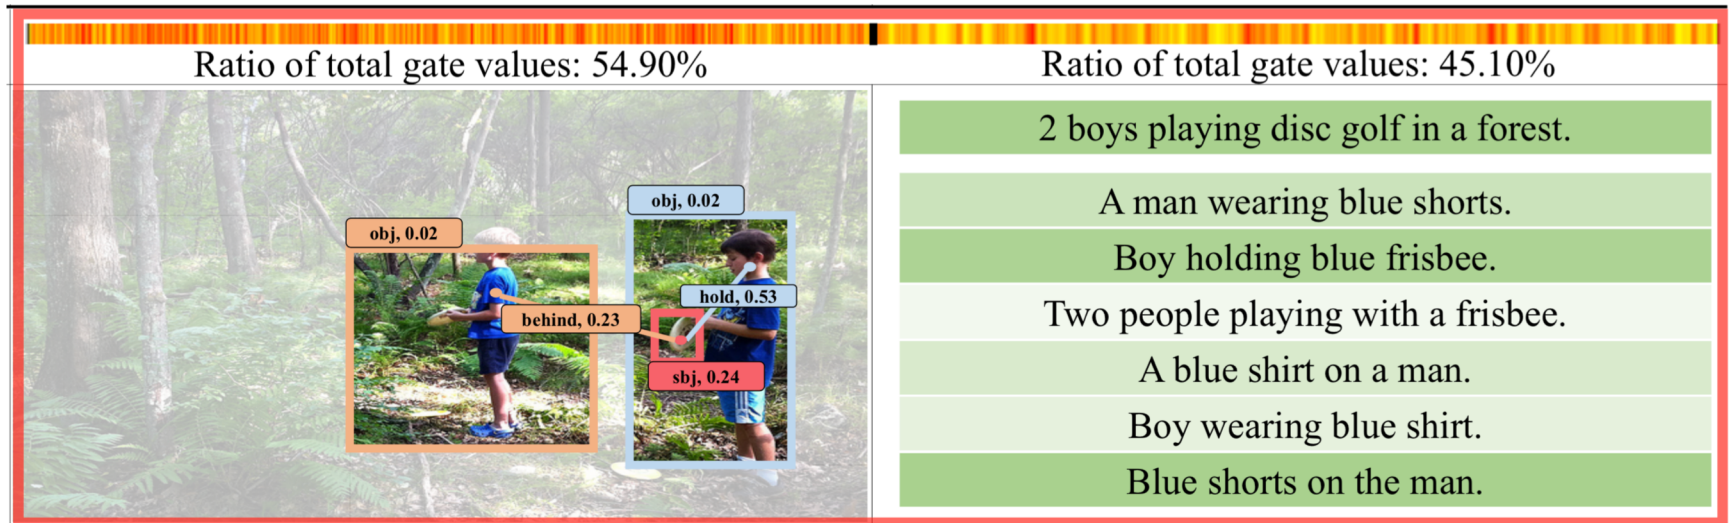 Ratio of total gate values: 54.90%
Ratio of total gate values: 45.10%
obj, 0.02
obj, 0.02
hold, 0.53
behind, 0.23
sbj, 0.24
2 boys playing disc golf in a forest.
A man wearing blue shorts.
Boy holding blue frisbee.
Two people playing with a frisbee.
A blue shirt on a man.
Boy wearing blue shirt.
Blue shorts on the man.